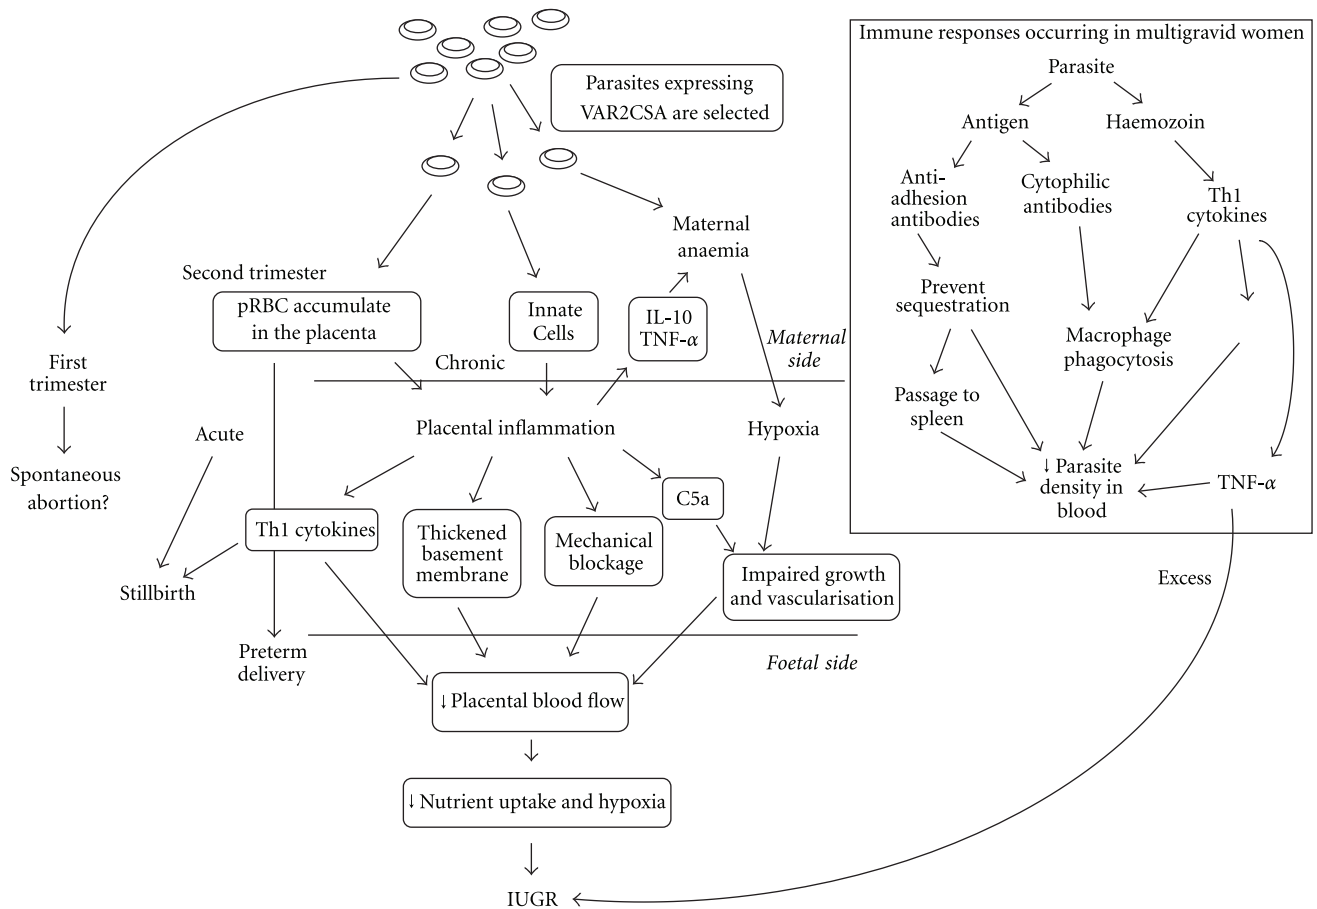 Parasites expressing
VAR2CSA are selected
Maternal
anaemia
Second trimester
pRBC accumulate
in the placenta
Innate
Cells
IL-10
TNF-α
Maternal
side
Chronic
First
trimester
Spontaneous
abortion?
Acute
Placental inflammation
Hypoxia
C5a
Th1 cytokines
Thickened
basement
membrane
Mechanical
blockage
Impaired growth
and vascularisation
Stillbirth
Preterm
delivery
Foetal side
↓ Placental blood flow
↓ Nutrient uptake and hypoxia
IUGR
Immune responses occurring in multigravid women
Parasite
Antigen
Haemozoin
Anti-
adhesion
antibodies
Cytophilic
antibodies
Th1
cytokines
Prevent
sequestration
Macrophage
phagocytosis
Passage to
spleen
↓ Parasite
density in
blood
TNF-α
Excess